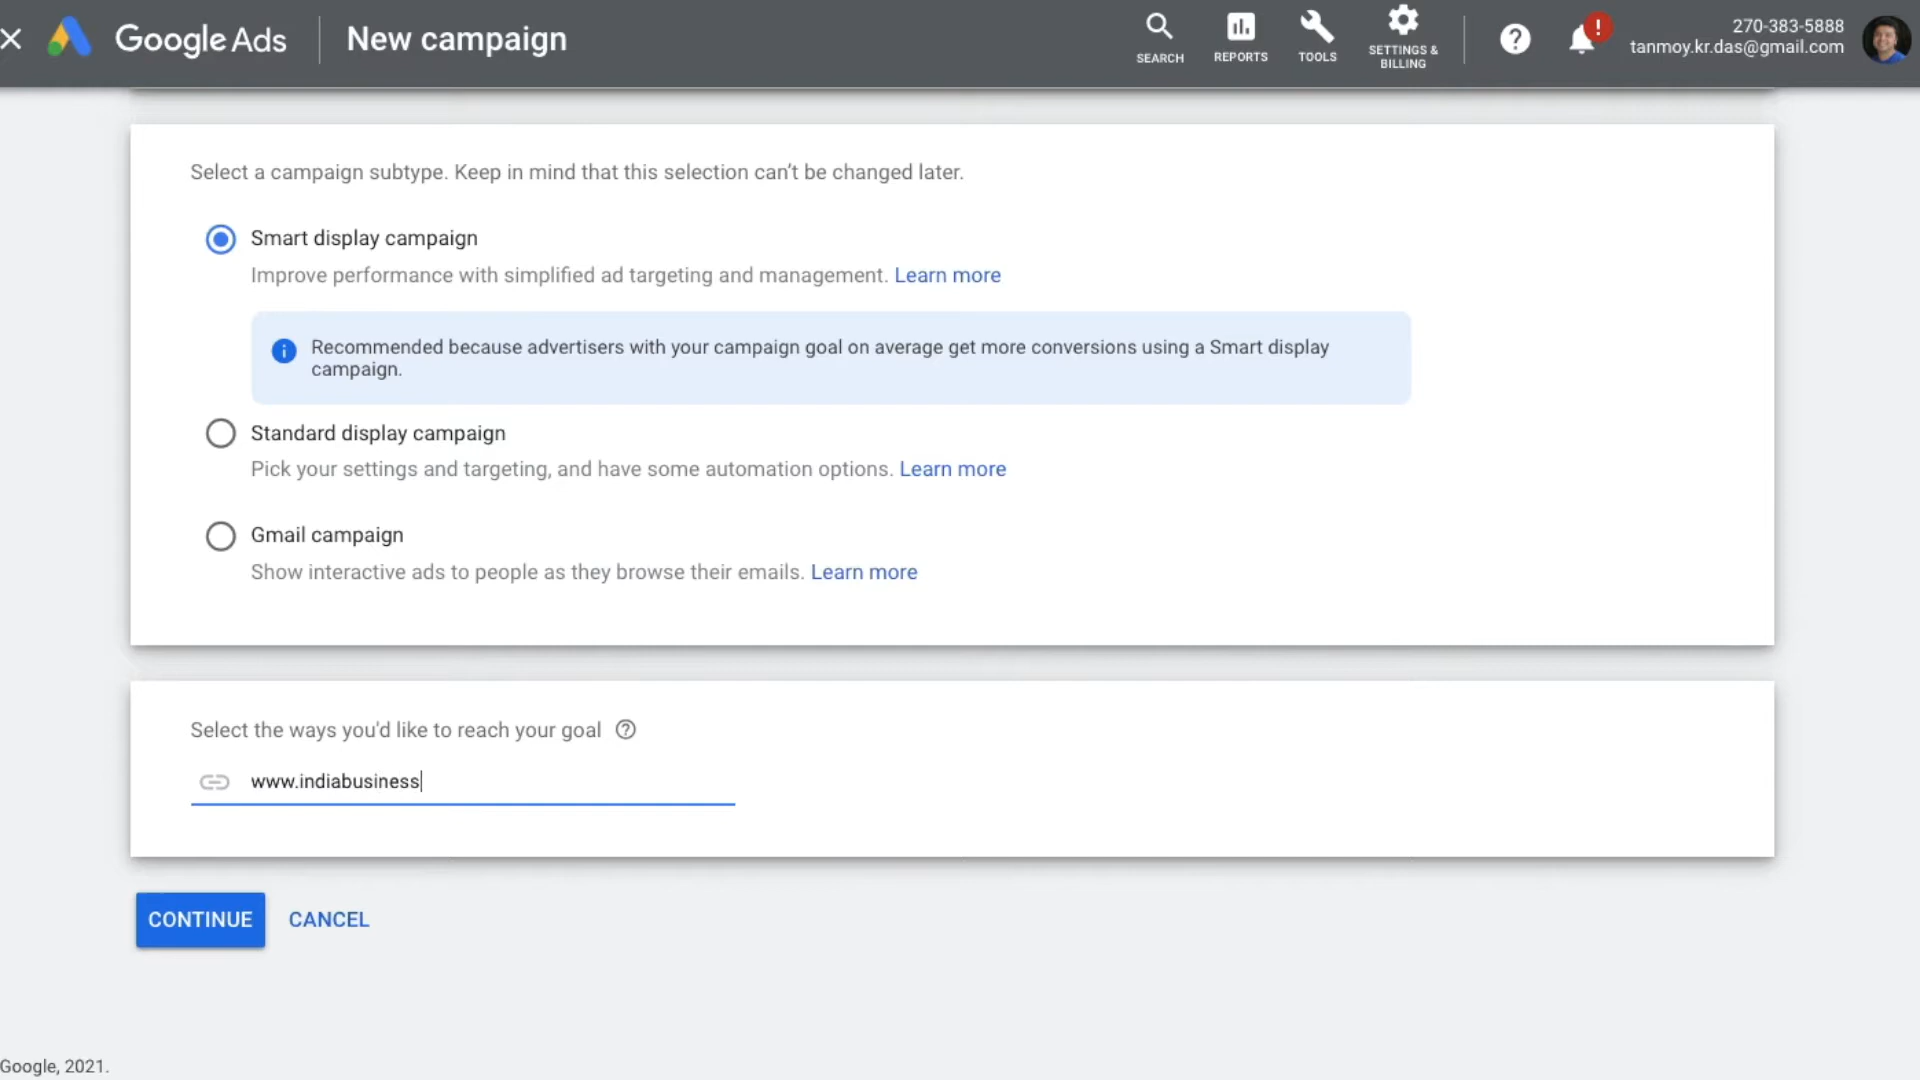 Google Ads
New campaign
SEARCH
REPORTS
TOOLS
SETTINGS &
BILLING
?
!
270-383-5888
tanmoy.kr.das@gmail.com
Select a campaign subtype. Keep in mind that this selection can't be changed later.
Smart display campaign
Improve performance with simplified ad targeting and management. Learn more
Recommended because advertisers with your campaign goal on average get more conversions using a Smart display
campaign.
Standard display campaign
Pick your settings and targeting, and have some automation options. Learn more
Gmail campaign
Show interactive ads to people as they browse their emails. Learn more
Select the ways you'd like to reach your goal ?
www.indiabusiness
CONTINUE
CANCEL
Google, 2021.